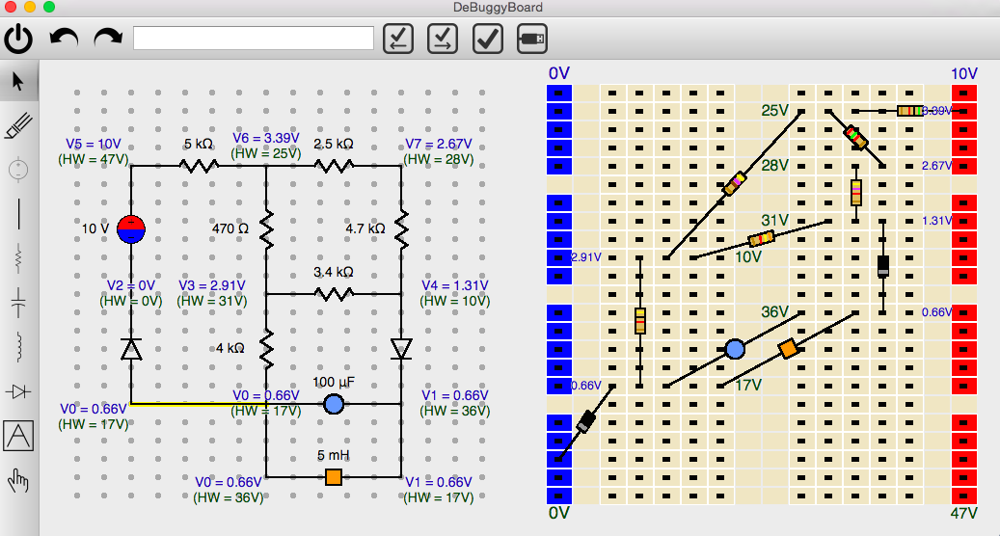 DeBuggyBoard
V5 = 10V
(HW = 47V)
5 kΩ
V6 = 3.39V
(HW = 25V)
2.5 kΩ
V7 = 2.67V
(HW = 28V)
10 V
470 Ω
4.7 kΩ
V2 = 0V
(HW = 0V)
V3 = 2.91V
(HW = 31V)
3.4 kΩ
V4 = 1.31V
(HW = 10V)
4 kΩ
100 µF
V0 = 0.66V
(HW = 17V)
V0 = 0.66V
(HW = 17V)
V1 = 0.66V
(HW = 36V)
5 mH
V0 = 0.66V
(HW = 36V)
V1 = 0.66V
(HW = 17V)
A
0V
10V
25V
3.39V
28V
2.67V
31V
1.31V
2.91V
10V
36V
0.66V
0.66V
17V
0V
47V